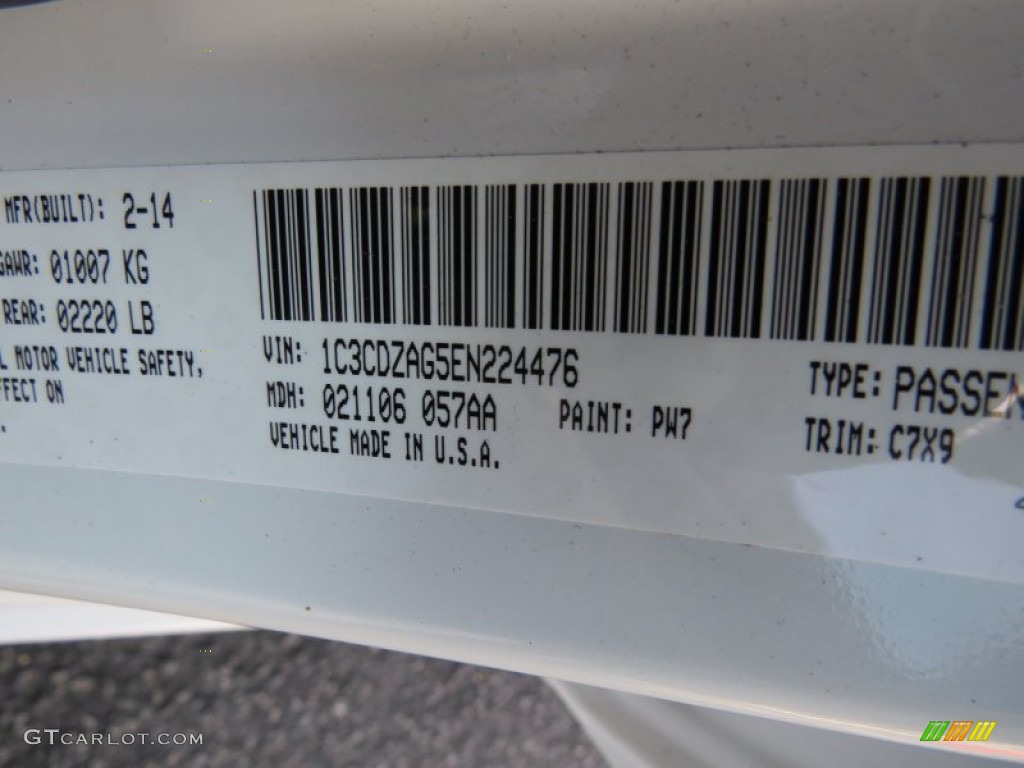 MFR(BUILT): 2-14
GAWR: 01007 KG
REAR: 02220 LB
L MOTOR VEHICLE SAFETY,
FFECT ON
VIN: 1C3CDZAG5EN224476
MDH: 021106 057AA
PAINT: PW7
VEHICLE MADE IN U.S.A.
TYPE: PASSEN
TRIM: C7X9
GTCARLOT.COM